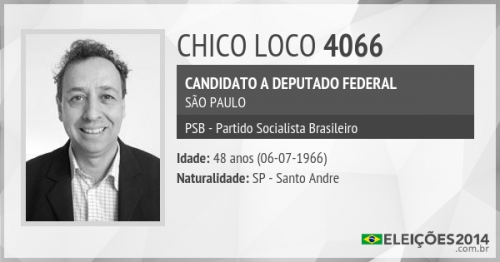 CHICO LOCO 4066
CANDIDATO A DEPUTADO FEDERAL
SÃO PAULO
PSB - Partido Socialista Brasileiro
Idade: 48 anos (06-07-1966)
Naturalidade: SP - Santo Andre
ELEIÇÕES2014
.com.br